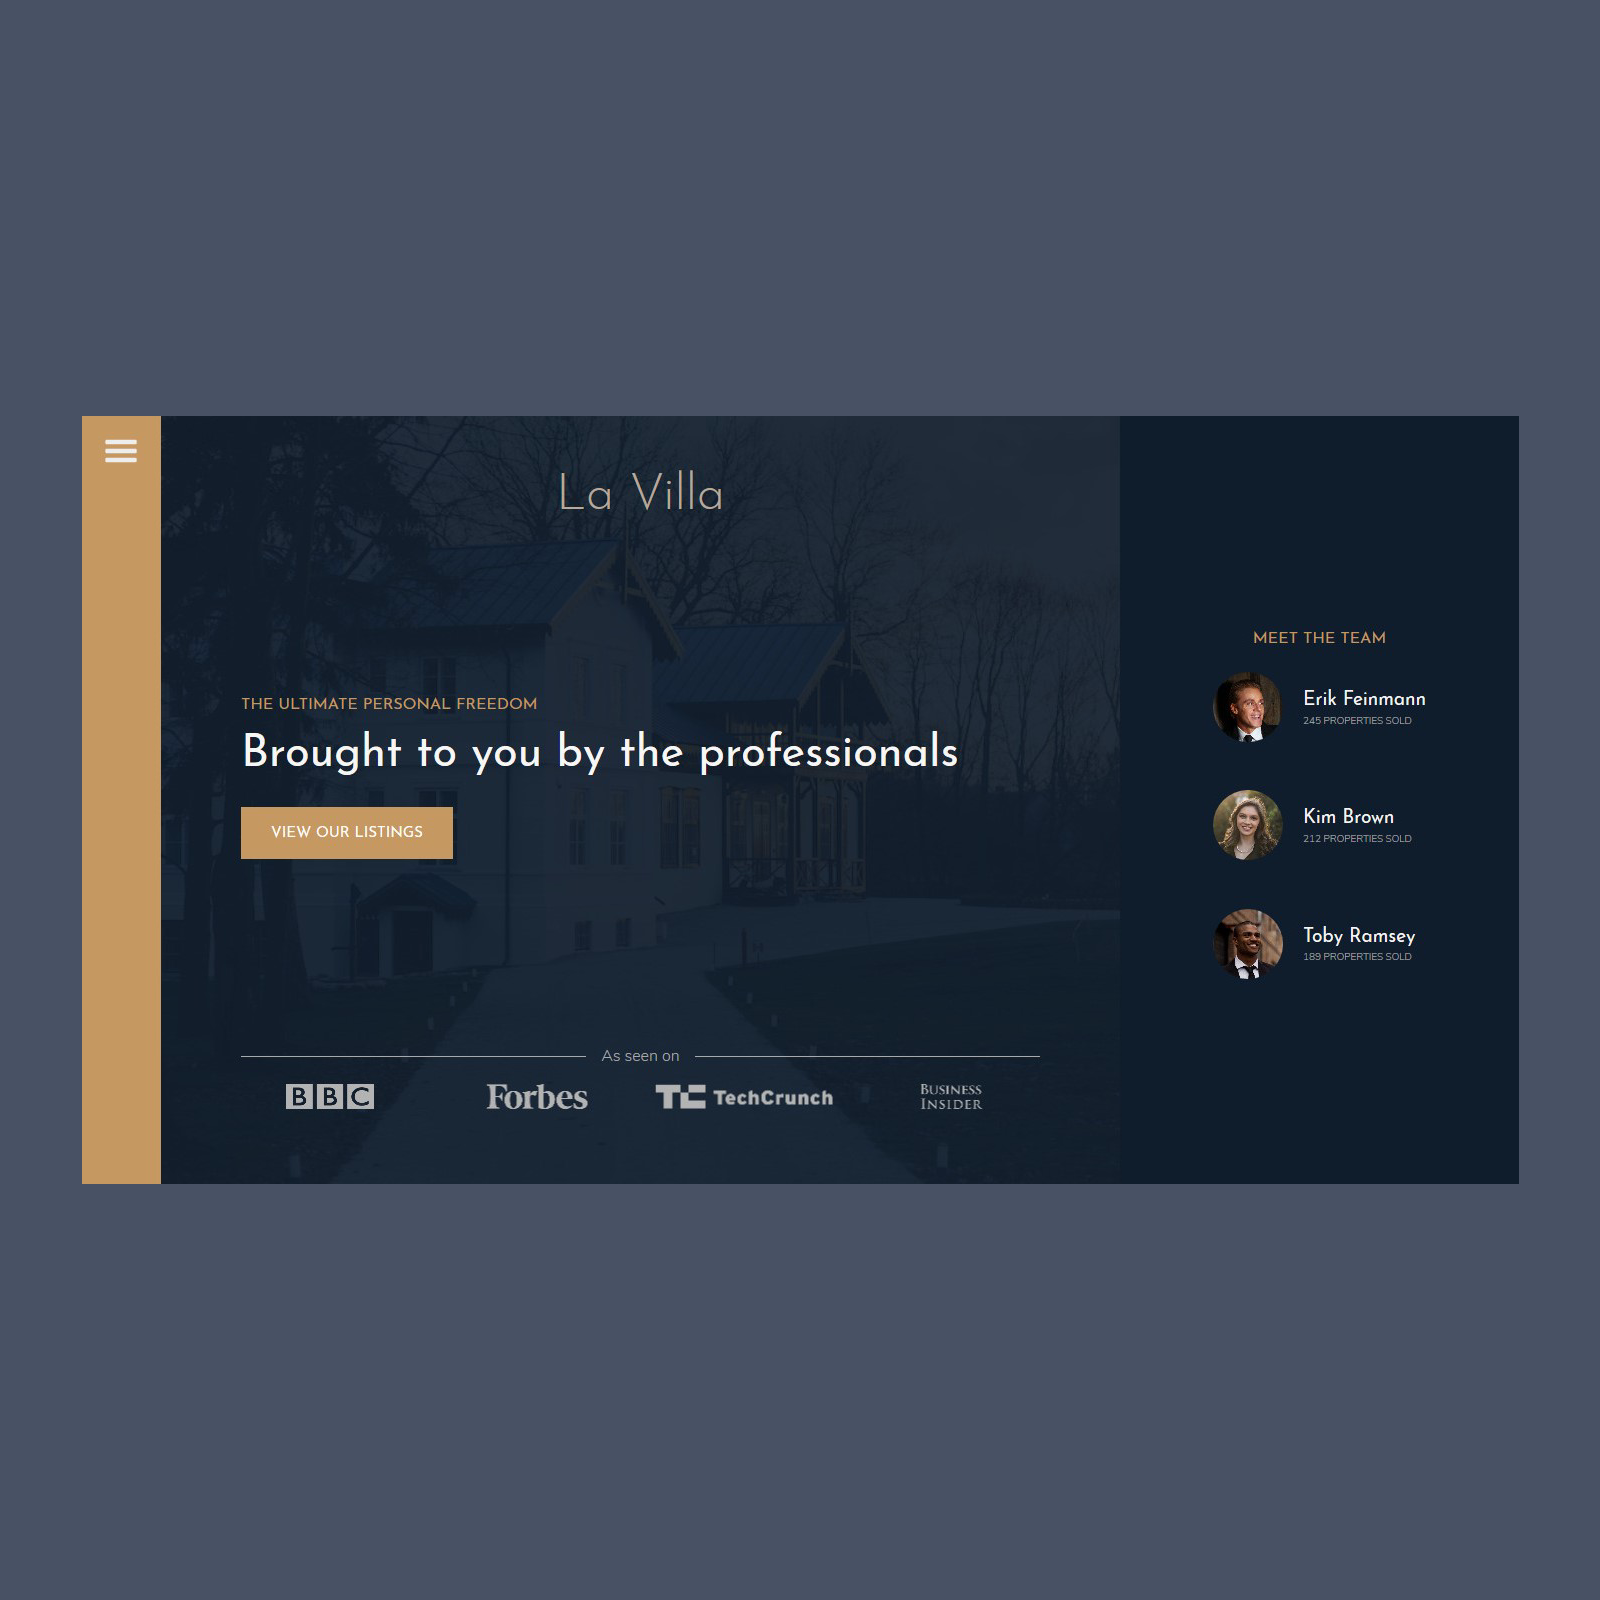 La Villa
THE ULTIMATE PERSONAL FREEDOM
Brought to you by the professionals
VIEW OUR LISTINGS
As seen on
BBC
Forbes
TC TechCrunch
BUSINESS
INSIDER
MEET THE TEAM
Erik Feinmann
245 PROPERTIES SOLD
Kim Brown
212 PROPERTIES SOLD
Toby Ramsey
189 PROPERTIES SOLD